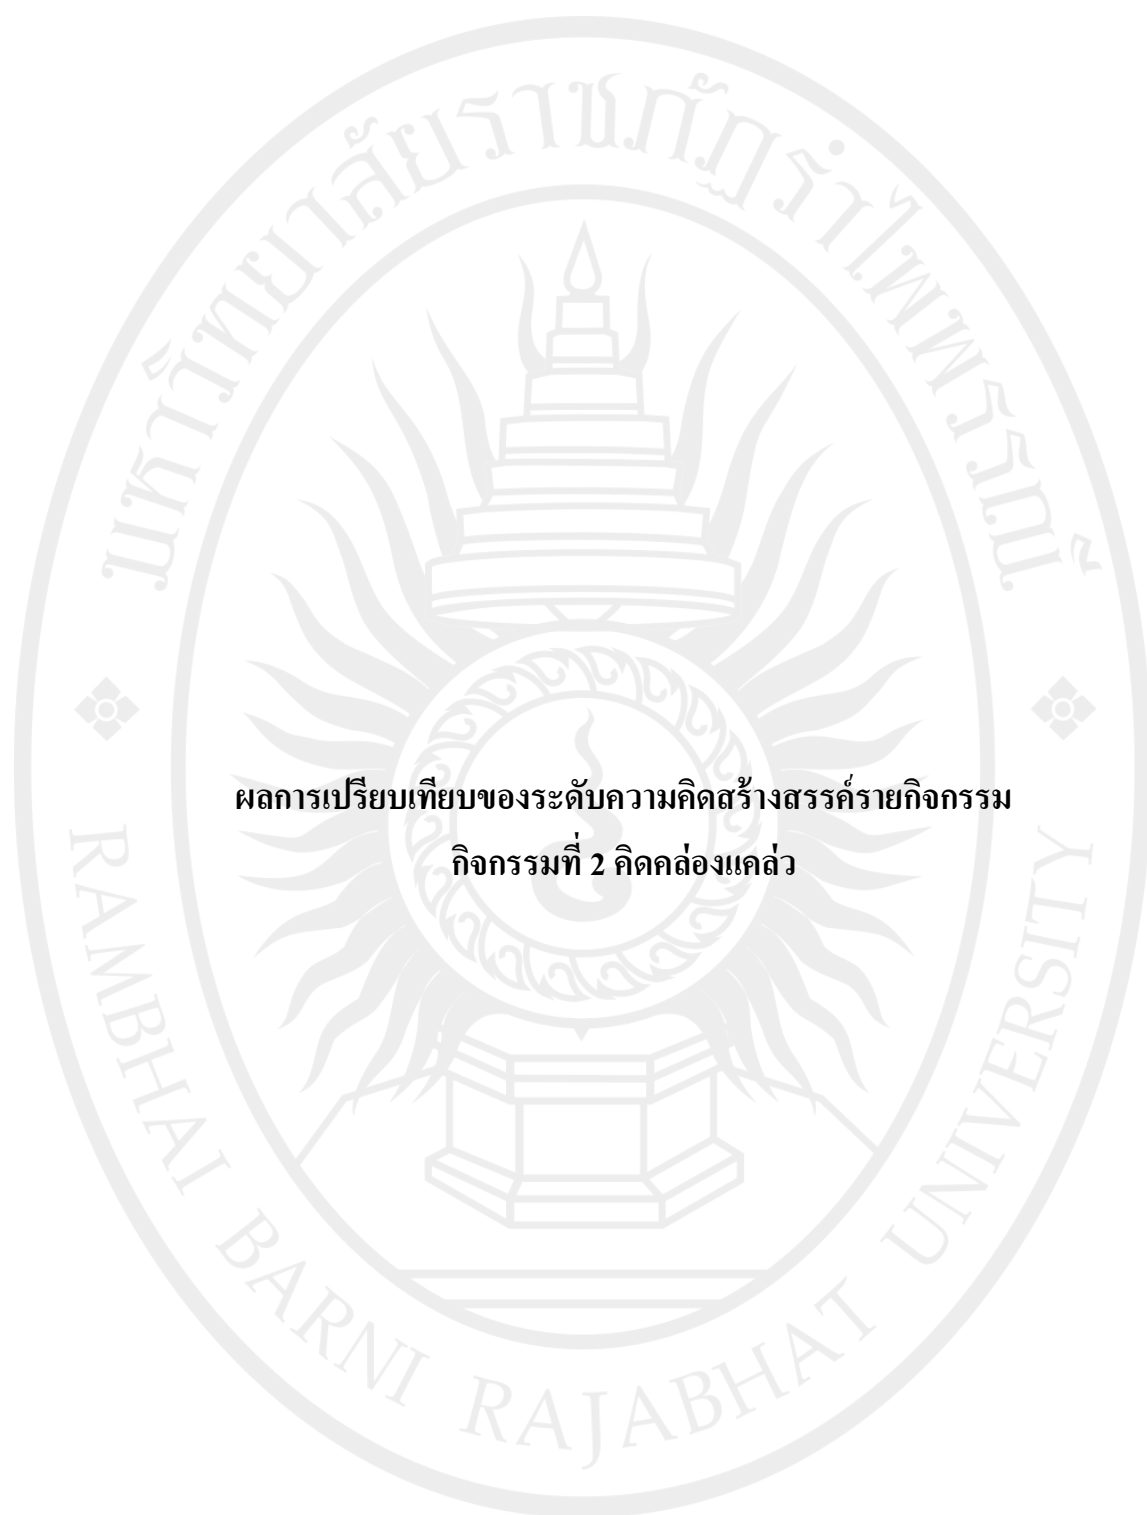 มหาวิทยาลัยราชภัฏรำไพพรรณี
ผลการเปรียบเทียบของระดับความคิดสร้างสรรค์รายกิจกรรม
กิจกรรมที่ 2 คิดคล่องแคล่ว
RAMBHAI BARNI RAJABHAT UNIVERSITY